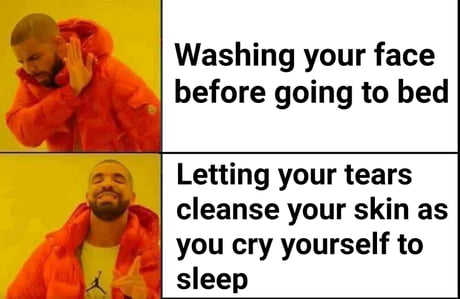 Washing your face
before going to bed
Letting your tears
cleanse your skin as
you cry yourself to
sleep